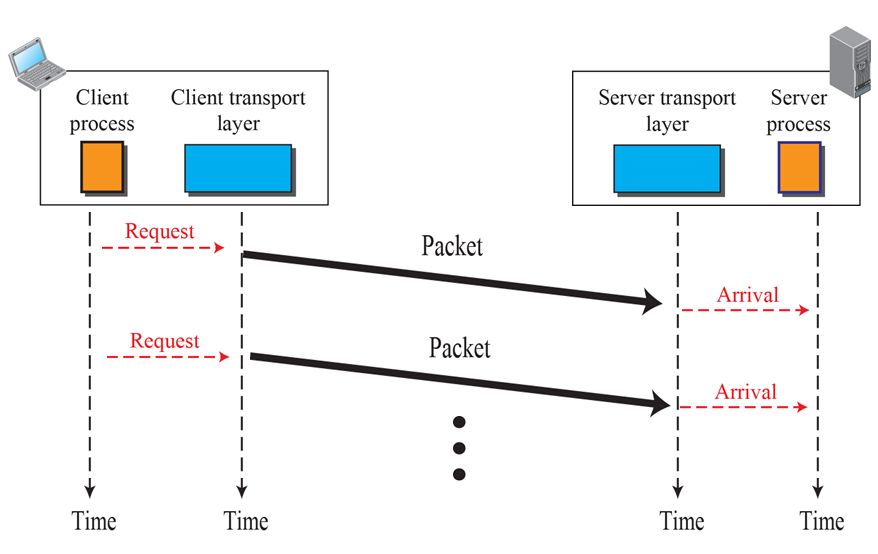 Client
process
Client transport
layer
Server transport
layer
Server
process
Request
Packet
Arrival
Request
Packet
Arrival
Time
Time
Time
Time